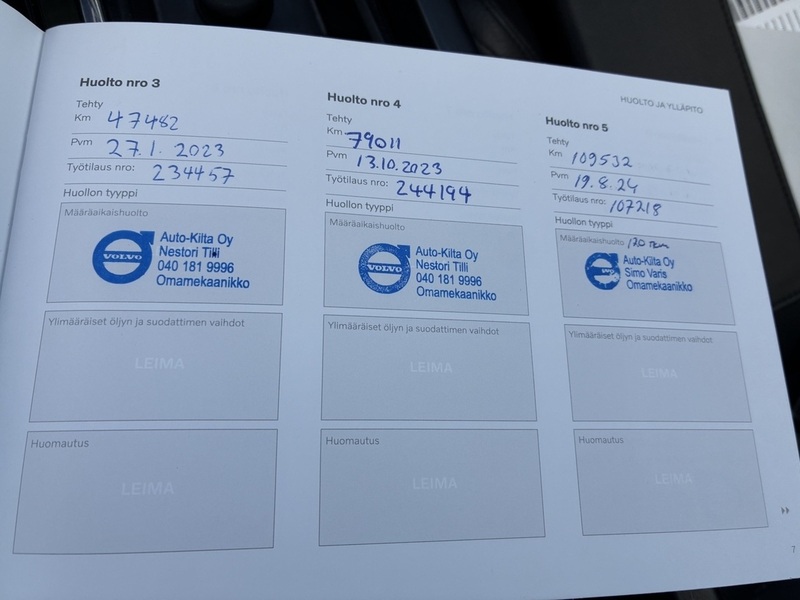 HUOLTO JA YLLÄPITO
Huolto nro 3
Tehty
Km 47482
Pvm 27.1. 2023
Työtilaus nro: 234457
Huollon tyyppi
Määräaikaishuolto
VOLVO
Auto-Kilta Oy
Nestori Tilli
040 181 9996
Omamekaanikko
Ylimääräiset öljyn ja suodattimen vaihdot
LEIMA
Huomautus
LEIMA
Huolto nro 4
Tehty
Km 79011
Pvm 13.10.2023
Työtilaus nro: 244194
Huollon tyyppi
Määräaikaishuolto
VOLVO
Auto-Kilta Oy
Nestori Tilli
040 181 9996
Omamekaanikko
Ylimääräiset öljyn ja suodattimen vaihdot
LEIMA
Huomautus
LEIMA
Huolto nro 5
Tehty
Km 109532
Pvm 19.8.24
Työtilaus nro: 107218
Huollon tyyppi
Määräaikaishuolto 120 tkm
Auto-Kilta Oy
Simo Varis
Omamekaanikko
Ylimääräiset öljyn ja suodattimen vaihdot
LEIMA
Huomautus
LEIMA
7